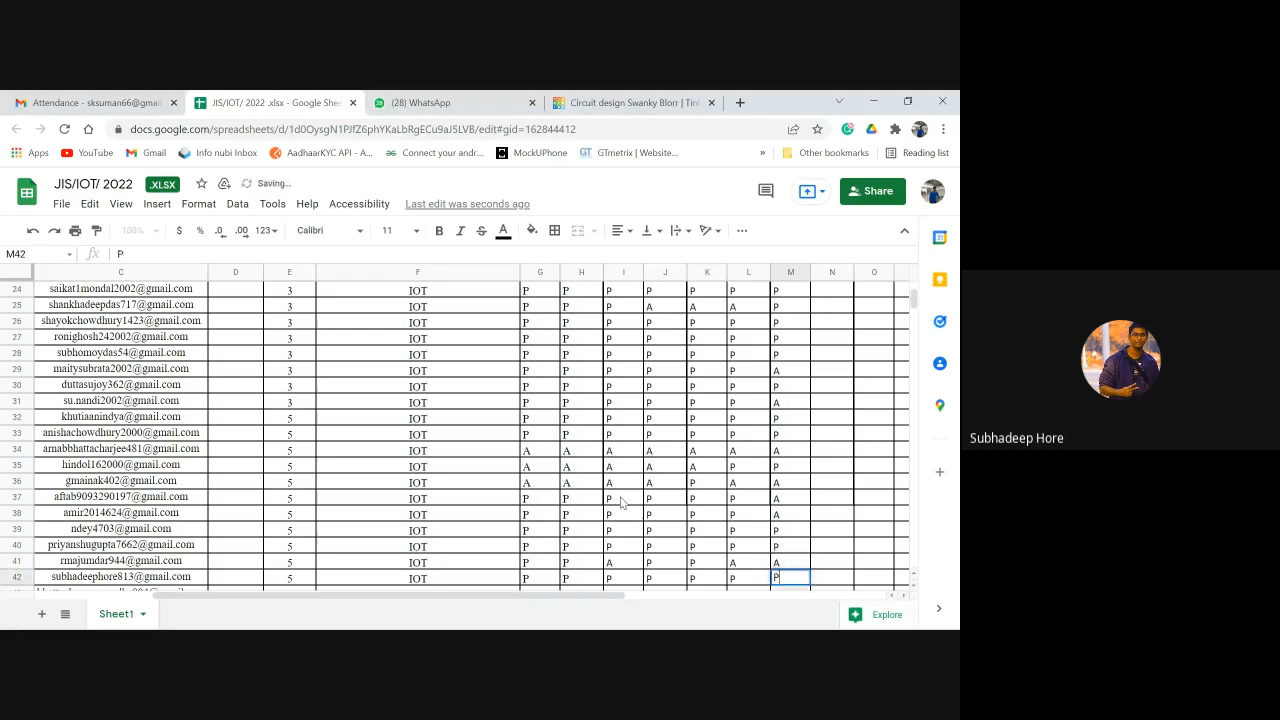 Attendance - sksuman66@gmail
JIS/IOT/ 2022 .xlsx - Google Shee
(28) WhatsApp
Circuit design Swanky Blorr | Tin
docs.google.com/spreadsheets/d/1d0OysgN1PJfZ6phYKaLbRgECu9aJ5LVB/edit#gid=162844412
Apps YouTube Gmail Info nubi Inbox AadhaarKYC API - A... Connect your andr... MockUPhone GTmetrix | Website... » Other bookmarks Reading list
JIS/IOT/ 2022 .XLSX Saving...
Share
File Edit View Insert Format Data Tools Help Accessibility Last edit was seconds ago
100% $ % .0 .00 123 Calibri 11 B I S A
M42 fx P
C D E F G H I J K L M N O
24 saikat1mondal2002@gmail.com 3 IOT P P P P P P P
25 shankhadeepdas717@gmail.com 3 IOT P P P A A A P
26 shayokchowdhury1423@gmail.com 3 IOT P P P P P P P
27 ronighosh242002@gmail.com 3 IOT P P P P P P P
28 subhomoydas54@gmail.com 3 IOT P P P P P P P
29 maitysubrata2002@gmail.com 3 IOT P P P P P P A
30 duttasujoy362@gmail.com 3 IOT P P P P P P P
31 su.nandi2002@gmail.com 3 IOT P P P P P P A
32 khutiaanindya@gmail.com 5 IOT P P P P P P P
33 anishachowdhury2000@gmail.com 5 IOT P P P P P P P
34 arnabbhattacharjee481@gmail.com 5 IOT A A A A A A A
35 hindol162000@gmail.com 5 IOT A A A A A P P
36 gmainak402@gmail.com 5 IOT A A A A P A A
37 aftab9093290197@gmail.com 5 IOT P P P P P P A
38 amir2014624@gmail.com 5 IOT P P P P P P A
39 ndey4703@gmail.com 5 IOT P P P P P P P
40 priyanshugupta7662@gmail.com 5 IOT P P P P P P P
41 rmajumdar944@gmail.com 5 IOT P P A P P A A
42 subhadeephore813@gmail.com 5 IOT P P P P P P P
Sheet1
Explore
Subhadeep Hore